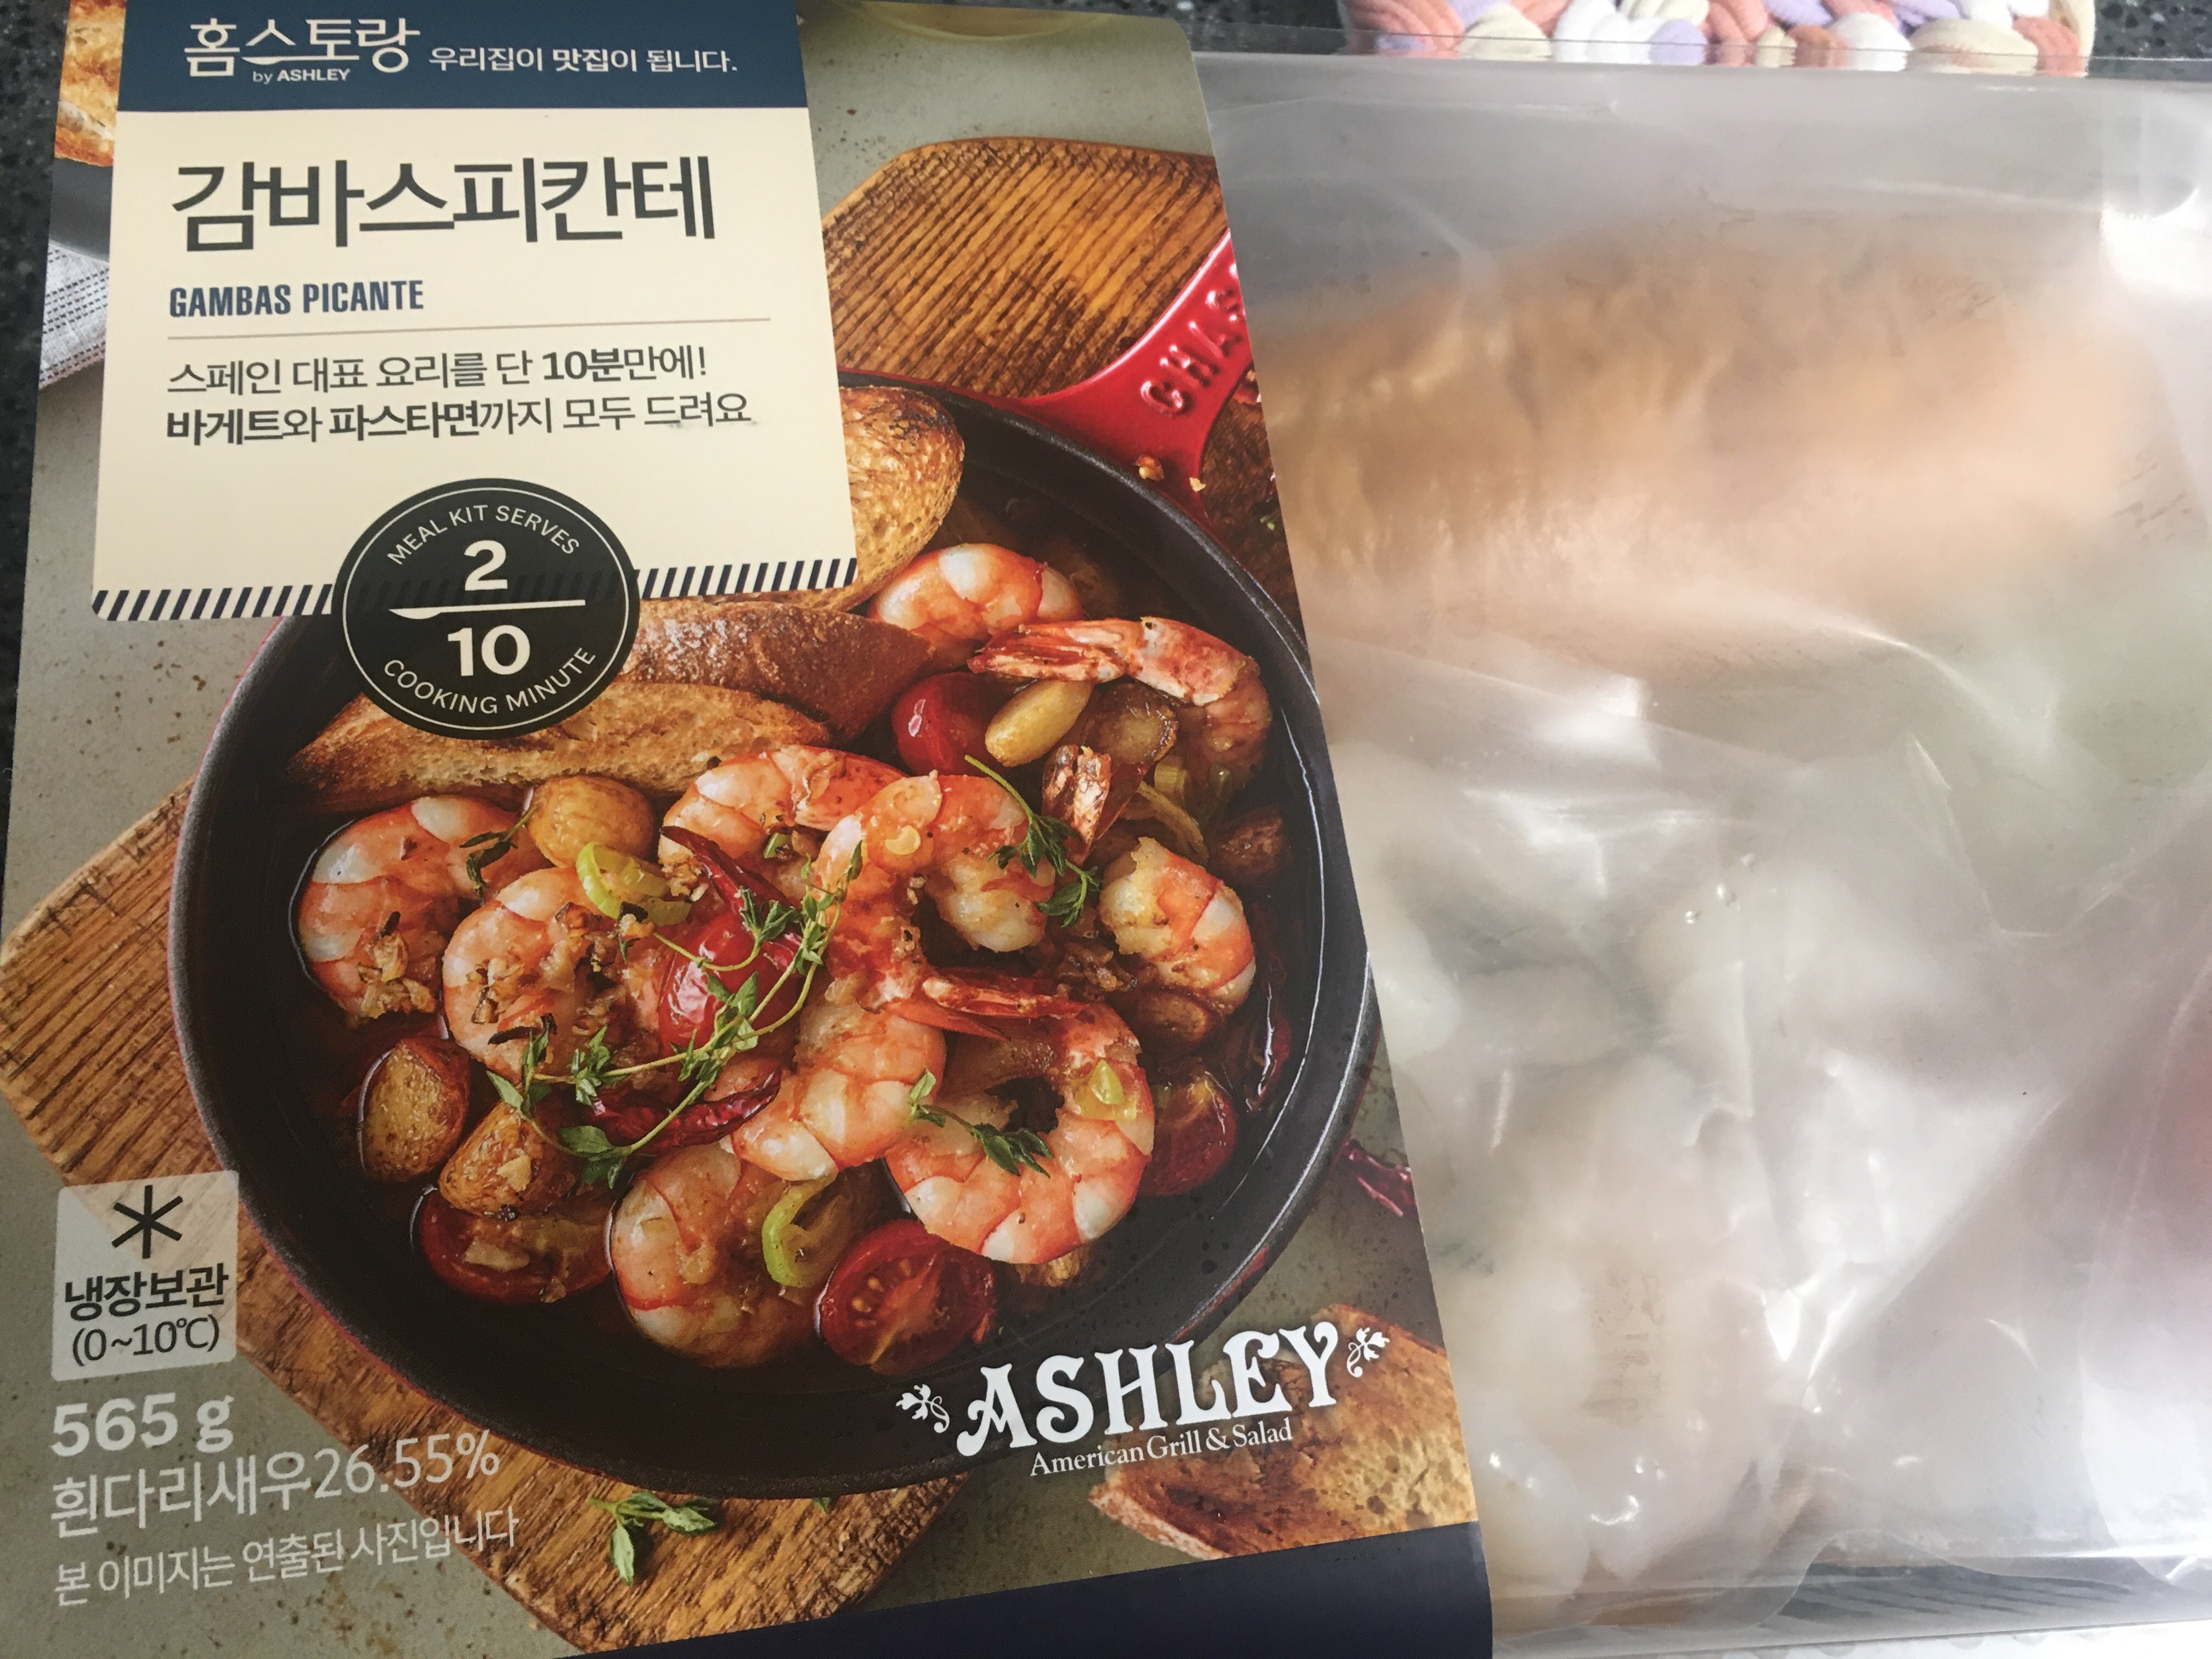 홈스토랑 우리집이 맛집이 됩니다.
by ASHLEY
감바스피칸테
GAMBAS PICANTE
스페인 대표 요리를 단 10분만에!
바게트와 파스타면까지 모두 드려요
MEAL KIT SERVES
2
10
COOKING MINUTE
CHAS
냉장보관
(0~10℃)
565 g
흰다리새우26.55%
본 이미지는 연출된 사진입니다
ASHLEY
American Grill & Salad